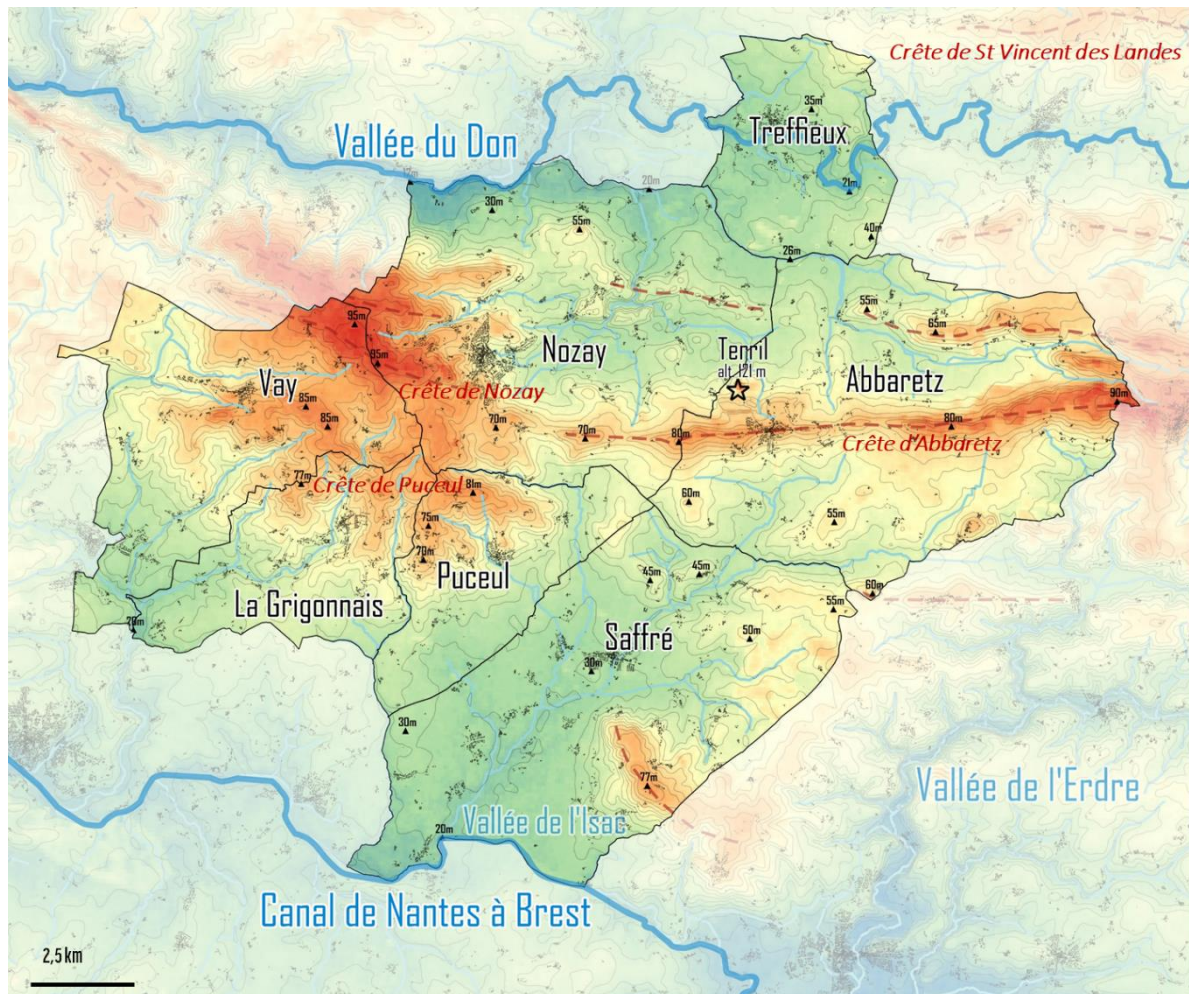 Crête de St Vincent des Landes
35m
Treffieux
Vallée du Don
20m
21m
30m
55m
40m
26m
55m
65m
95m
Nozay
Terril
alt. 121 m
95m
Abbaretz
Vay
Crête de Nozay
90m
85m
85m
70m
70m
80m
80m
Crête d'Abbaretz
77m
Crête de Puceul
81m
60m
75m
55m
70m
Puceul
45m
45m
La Grigonnais
60m
55m
20m
Saffré
50m
30m
30m
77m
Vallée de l'Erdre
20m
Vallée de l'Isac
Canal de Nantes à Brest
2,5 km